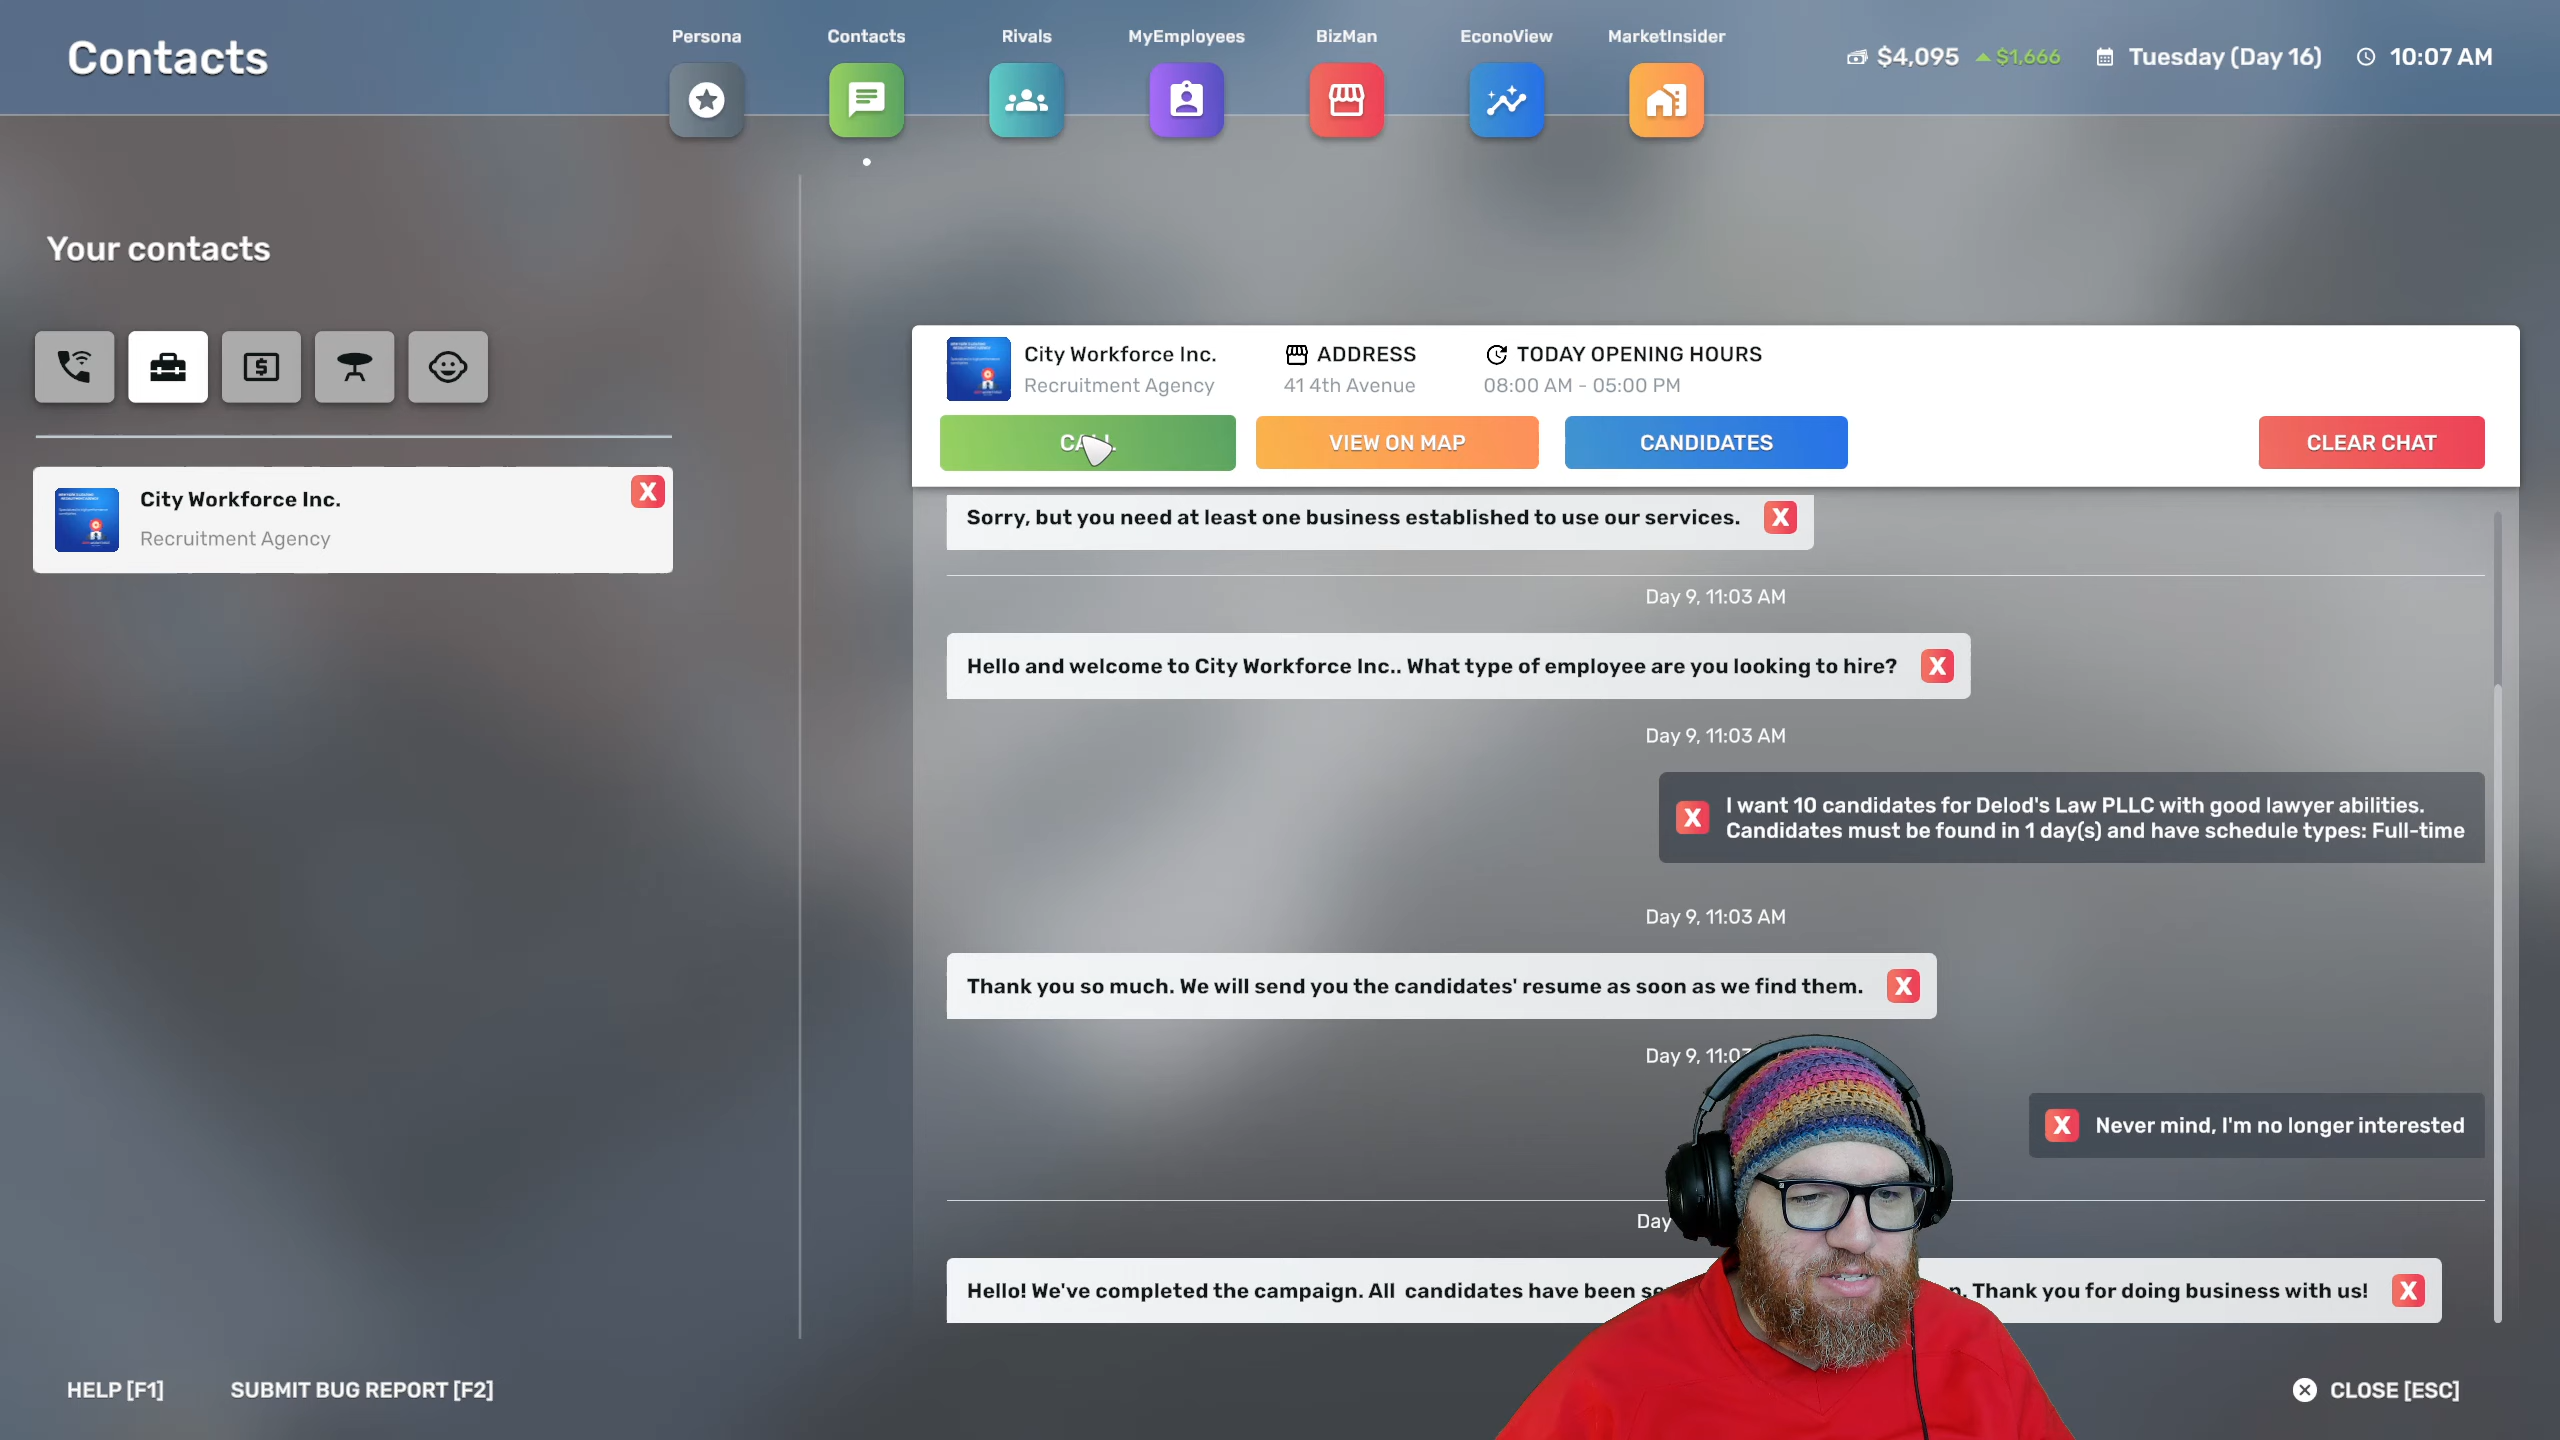 Contacts
Persona
Contacts
Rivals
MyEmployees
BizMan
EconoView
MarketInsider
$4,095
$1,666
Tuesday (Day 16)
10:07 AM
Your contacts
City Workforce Inc.
X
Recruitment Agency
City Workforce Inc.
Recruitment Agency
ADDRESS
41 4th Avenue
TODAY OPENING HOURS
08:00 AM - 05:00 PM
VIEW ON MAP
CANDIDATES
CLEAR CHAT
Sorry, but you need at least one business established to use our services.
X
Day 9, 11:03 AM
Hello and welcome to City Workforce Inc.. What type of employee are you looking to hire?
X
Day 9, 11:03 AM
X
I want 10 candidates for Delod's Law PLLC with good lawyer abilities.
Candidates must be found in 1 day(s) and have schedule types: Full-time
Day 9, 11:03 AM
Thank you so much. We will send you the candidates' resume as soon as we find them.
X
Day 9, 11:03
X
Never mind, I'm no longer interested
Day
Hello! We've completed the campaign. All candidates have been
Thank you for doing business with us!
X
HELP [F1]
SUBMIT BUG REPORT [F2]
CLOSE [ESC]